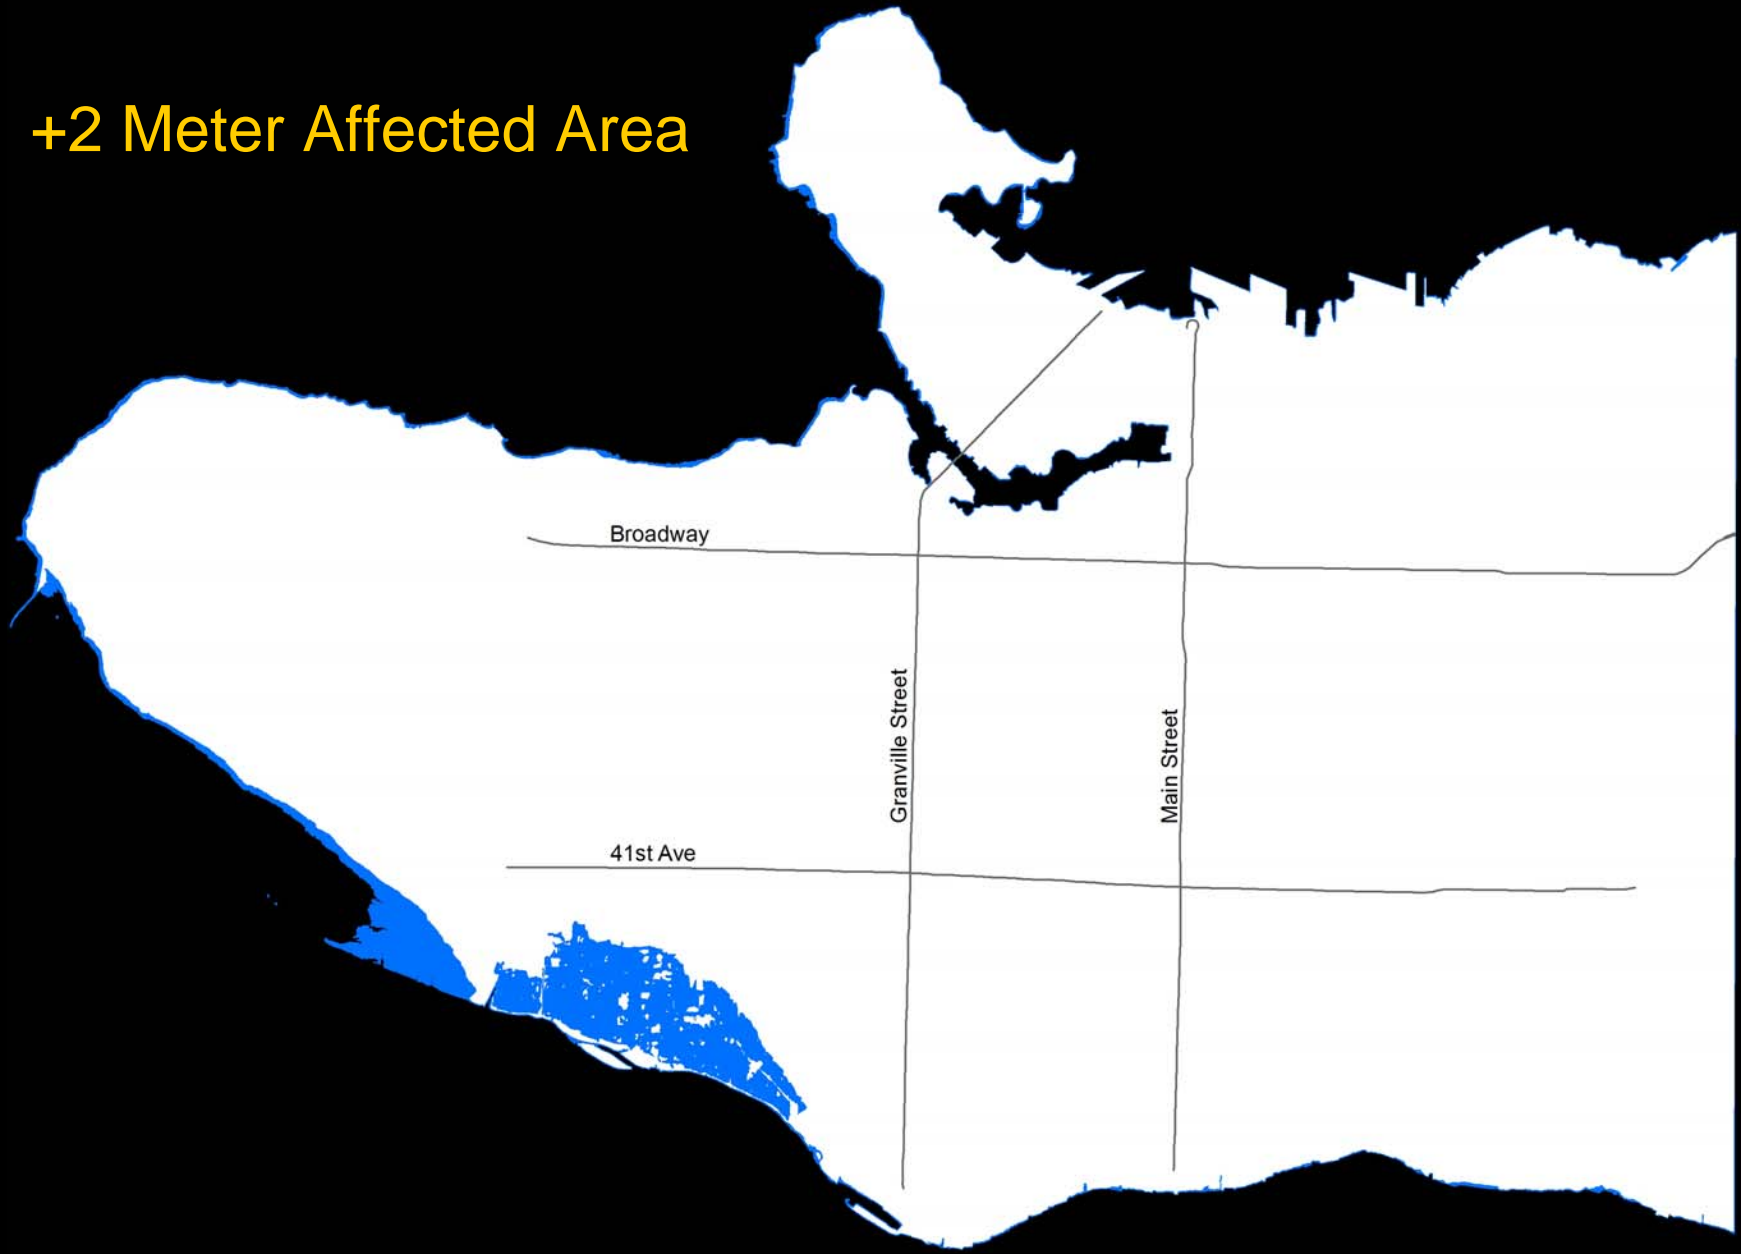 +2 Meter Affected Area
Broadway
Granville Street
Main Street
41st Ave